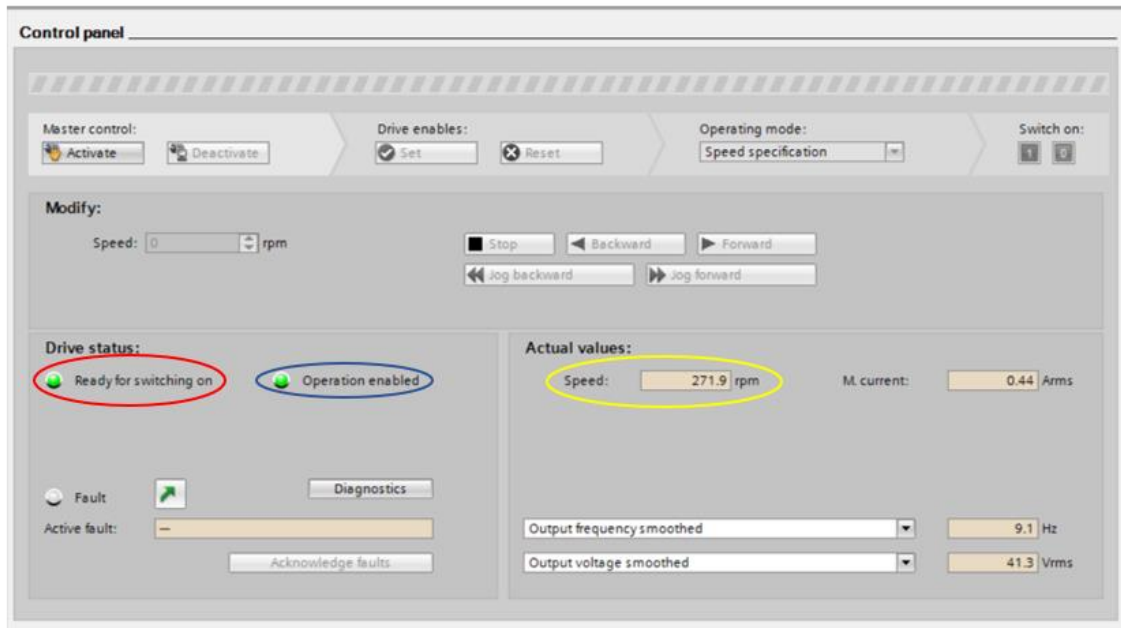 Control panel
Master control:
Activate
Deactivate
Drive enables:
Set
Reset
Operating mode:
Speed specification
Switch on:
1
0
Modify:
Speed: 0 rpm
Stop
Backward
Forward
Jog backward
Jog forward
Drive status:
Ready for switching on
Operation enabled
Fault
Diagnostics
Active fault: —
Acknowledge faults
Actual values:
Speed: 271.9 rpm
M. current: 0.44 Arms
Output frequency smoothed 9.1 Hz
Output voltage smoothed 41.3 Vrms